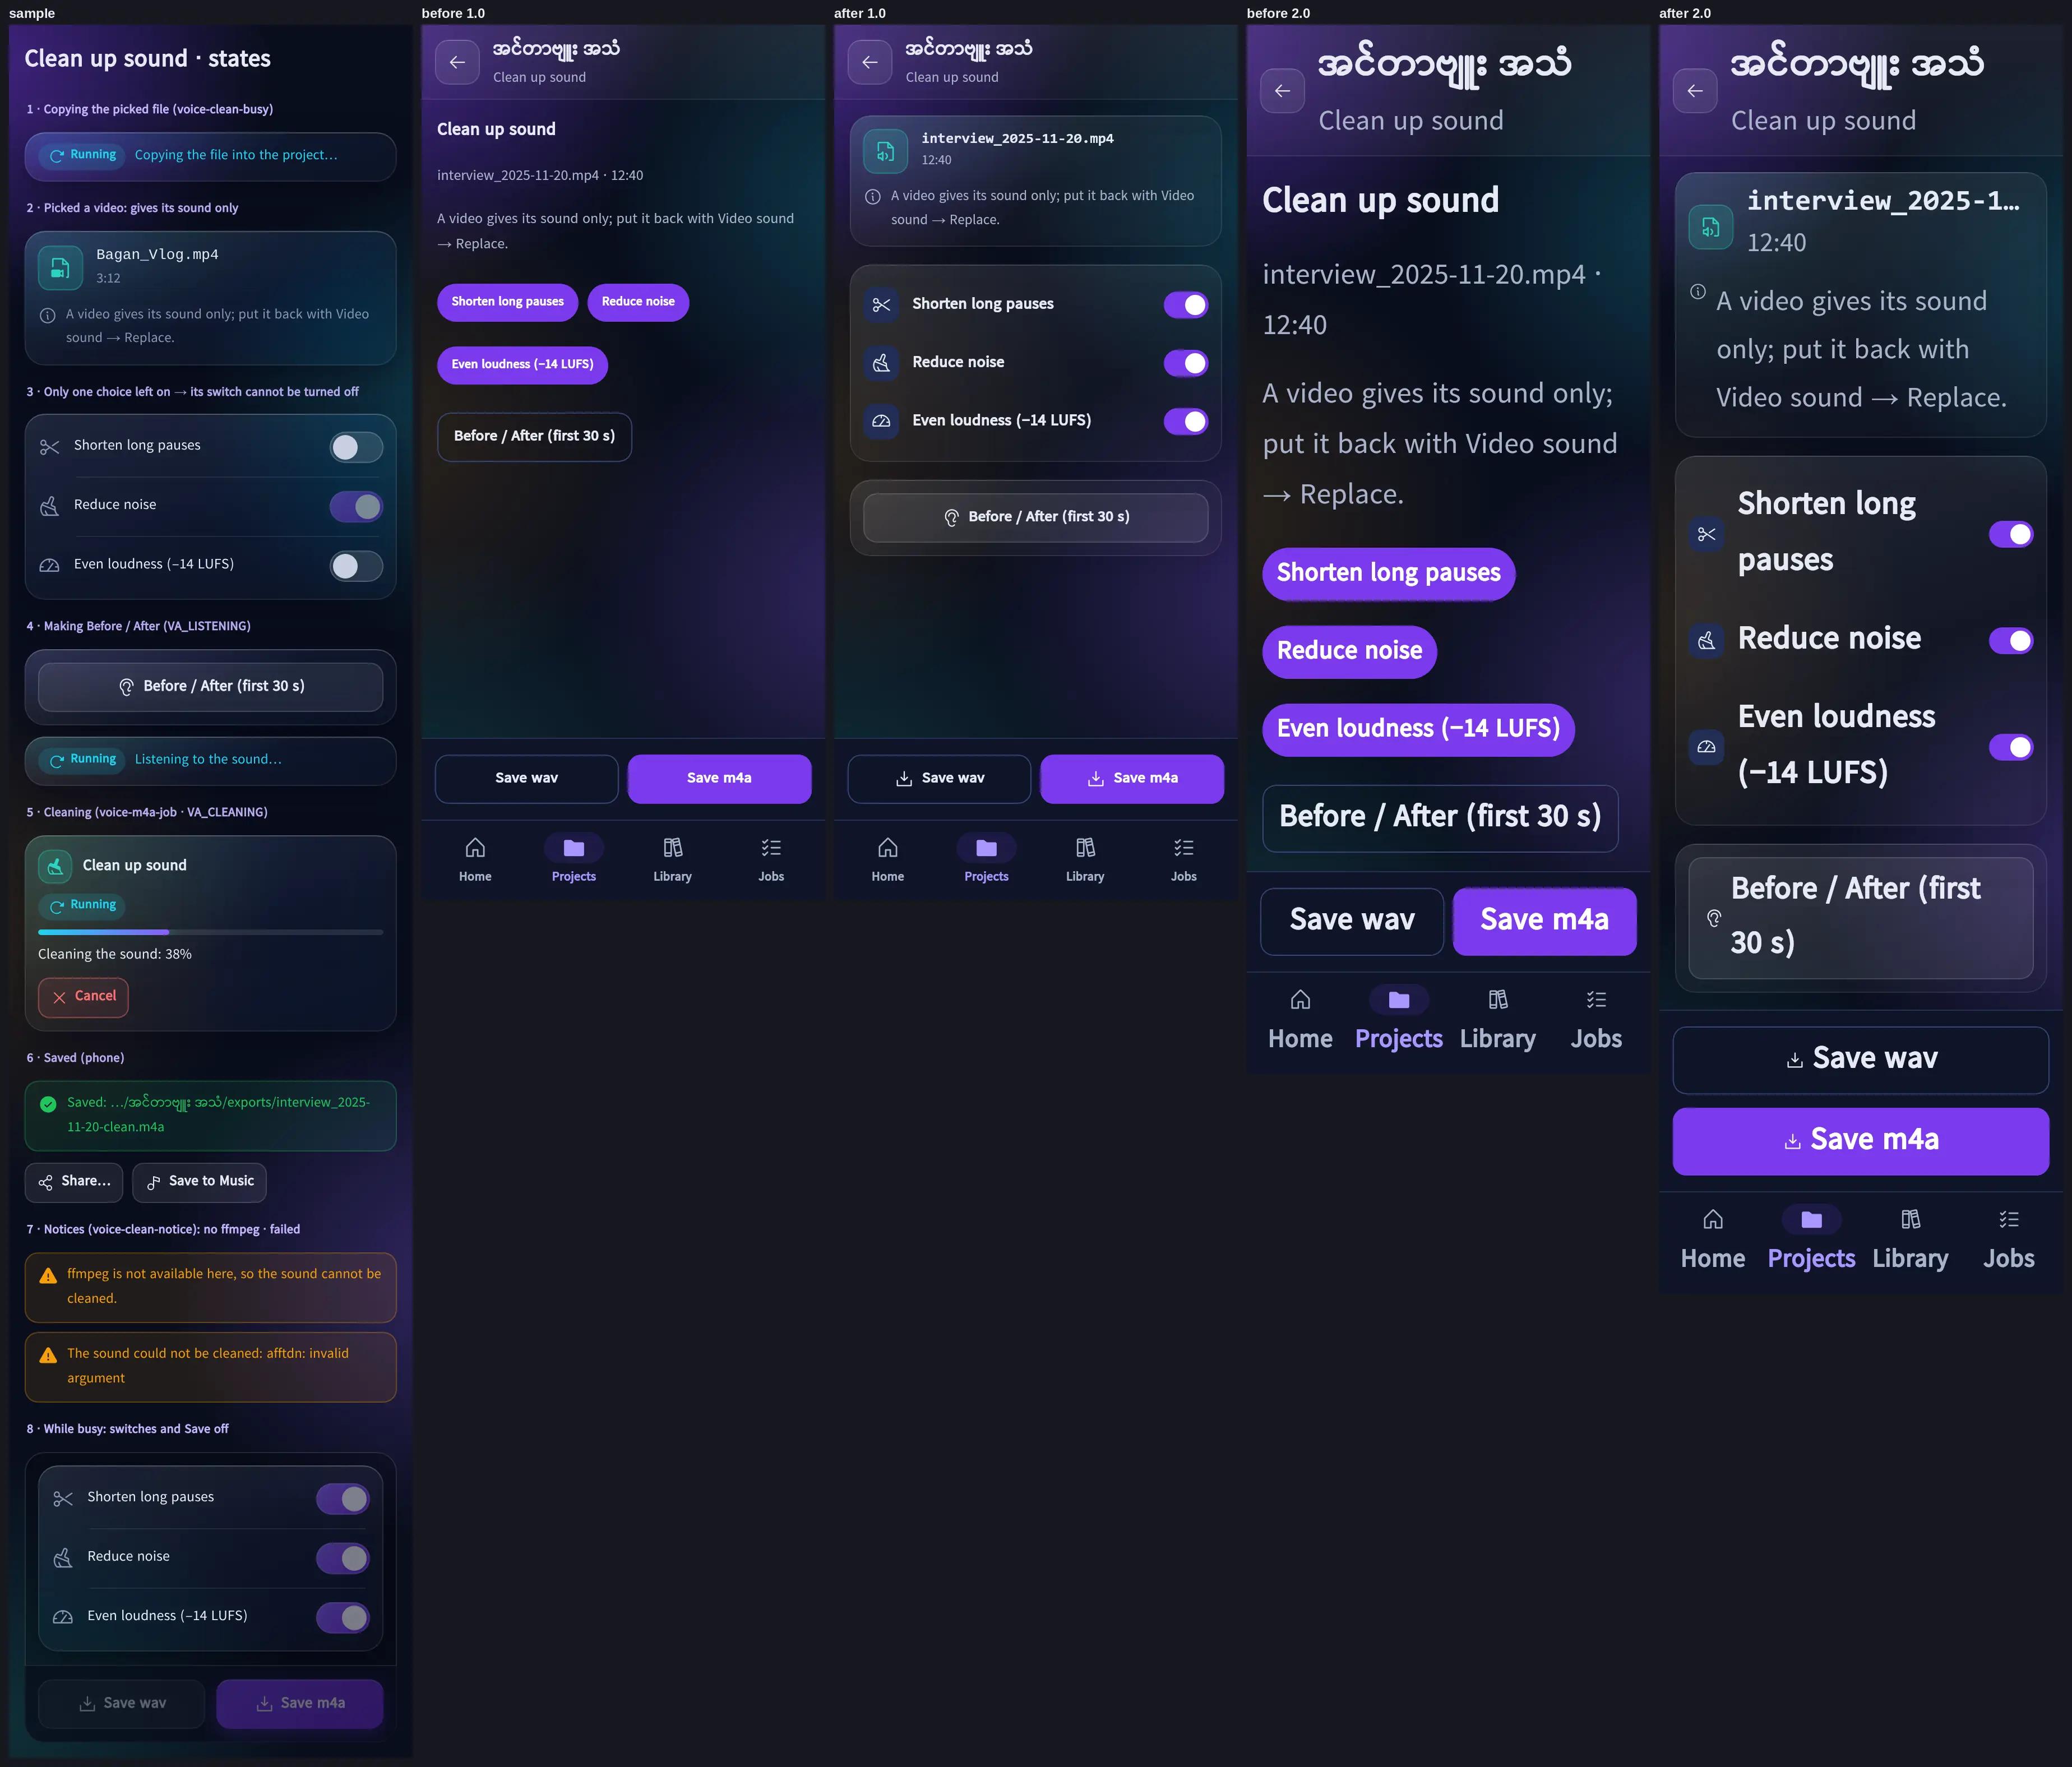 sample
Clean up sound · states
1 · Copying the picked file (voice-clean-busy)
Running Copying the file into the project…
2 · Picked a video: gives its sound only
Bagan_Vlog.mp4
3:12
A video gives its sound only; put it back with Video
sound → Replace.
3 · Only one choice left on → its switch cannot be turned off
Shorten long pauses
Reduce noise
Even loudness (−14 LUFS)
4 · Making Before / After (VA_LISTENING)
Before / After (first 30 s)
Running Listening to the sound…
5 · Cleaning (voice-m4a-job · VA_CLEANING)
Clean up sound
Running
Cleaning the sound: 38%
Cancel
6 · Saved (phone)
Saved: …/အင်တာဗျူး အသံ/exports/interview_2025-
11-20-clean.m4a
Share… Save to Music
7 · Notices (voice-clean-notice): no ffmpeg · failed
ffmpeg is not available here, so the sound cannot be
cleaned.
The sound could not be cleaned: afftdn: invalid
argument
8 · While busy: switches and Save off
Shorten long pauses
Reduce noise
Even loudness (−14 LUFS)
Save wav Save m4a
before 1.0
အင်တာဗျူး အသံ
Clean up sound
Clean up sound
interview_2025-11-20.mp4 · 12:40
A video gives its sound only; put it back with Video sound
→ Replace.
Shorten long pauses Reduce noise
Even loudness (−14 LUFS)
Before / After (first 30 s)
Save wav Save m4a
Home Projects Library Jobs
after 1.0
အင်တာဗျူး အသံ
Clean up sound
interview_2025-11-20.mp4
12:40
A video gives its sound only; put it back with Video
sound → Replace.
Shorten long pauses
Reduce noise
Even loudness (−14 LUFS)
Before / After (first 30 s)
Save wav Save m4a
Home Projects Library Jobs
before 2.0
အင်တာဗျူး အသံ
Clean up sound
Clean up sound
interview_2025-11-20.mp4 ·
12:40
A video gives its sound only;
put it back with Video sound
→ Replace.
Shorten long pauses
Reduce noise
Even loudness (−14 LUFS)
Before / After (first 30 s)
Save wav Save m4a
Home Projects Library Jobs
after 2.0
အင်တာဗျူး အသံ
Clean up sound
interview_2025-1…
12:40
A video gives its sound
only; put it back with
Video sound → Replace.
Shorten long
pauses
Reduce noise
Even loudness
(−14 LUFS)
Before / After (first
30 s)
Save wav
Save m4a
Home Projects Library Jobs